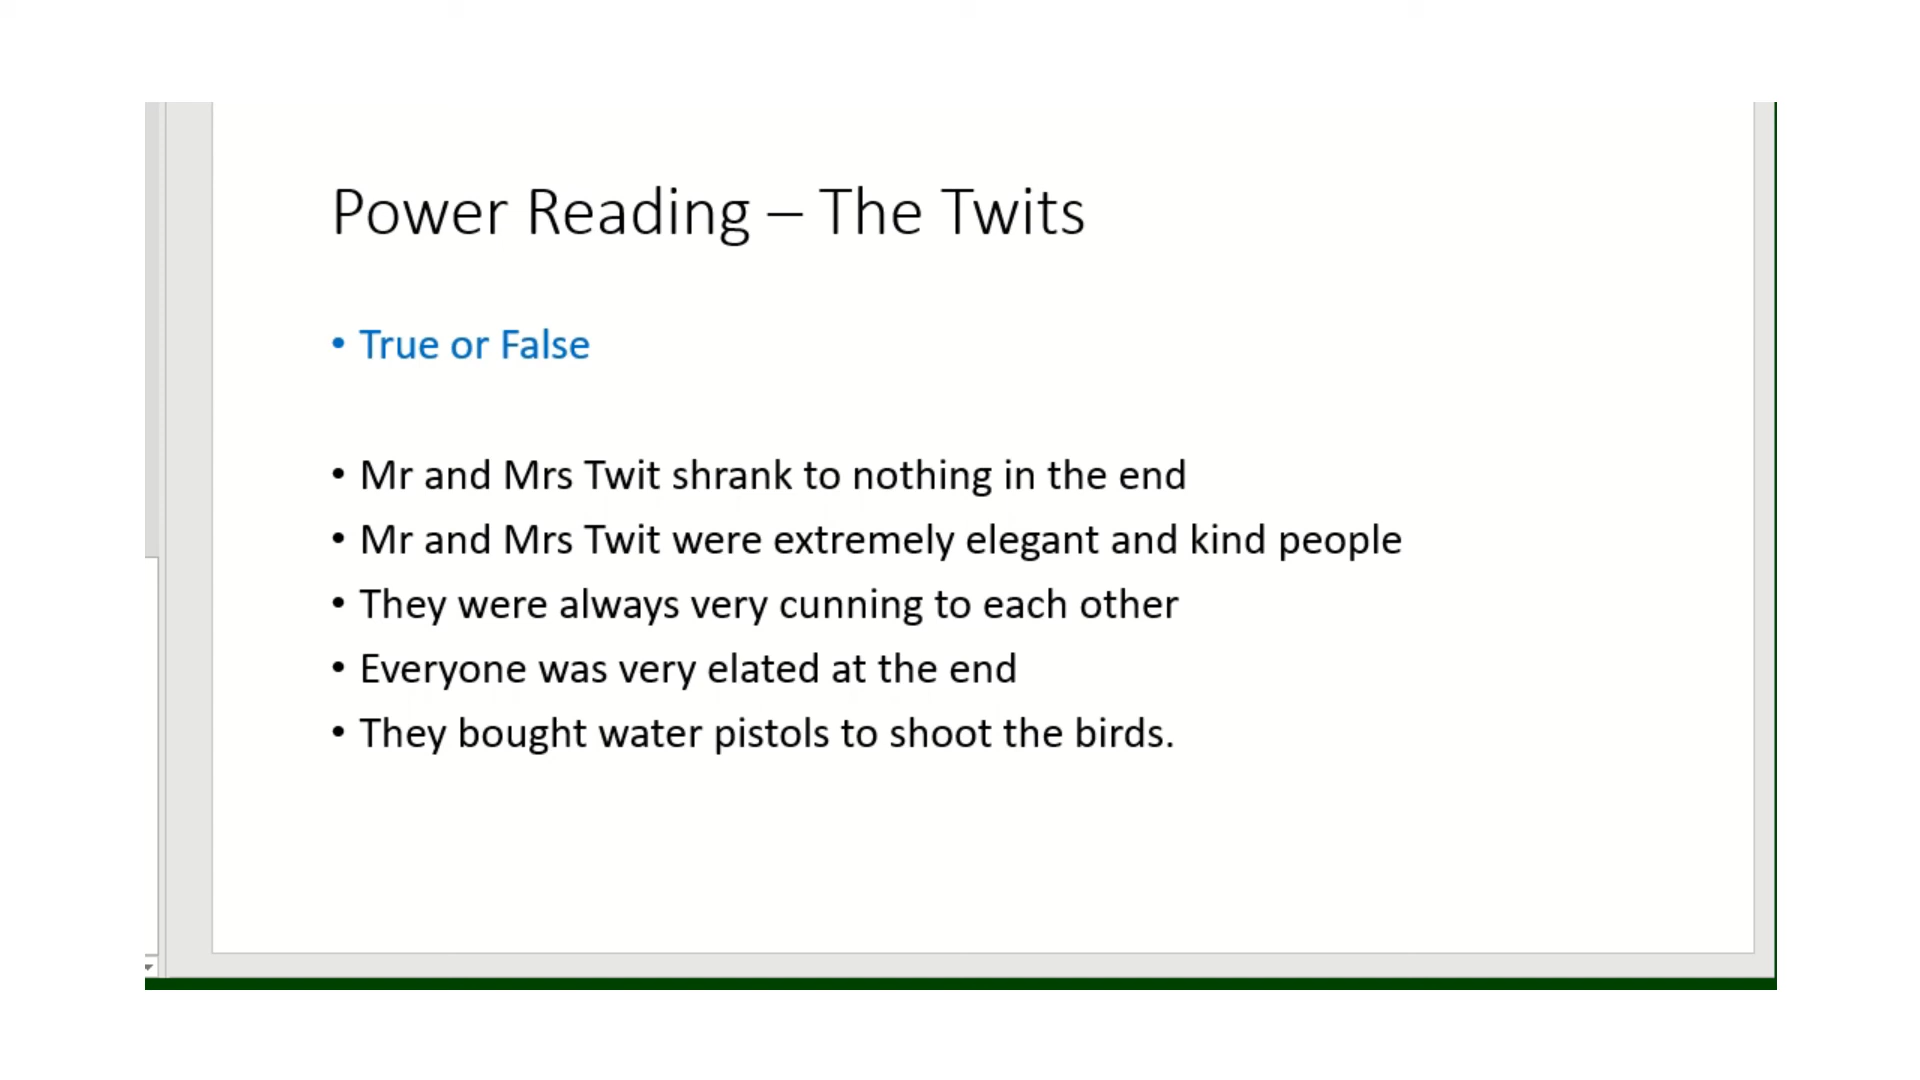 Power Reading – The Twits
• True or False
• Mr and Mrs Twit shrank to nothing in the end
• Mr and Mrs Twit were extremely elegant and kind people
• They were always very cunning to each other
• Everyone was very elated at the end
• They bought water pistols to shoot the birds.